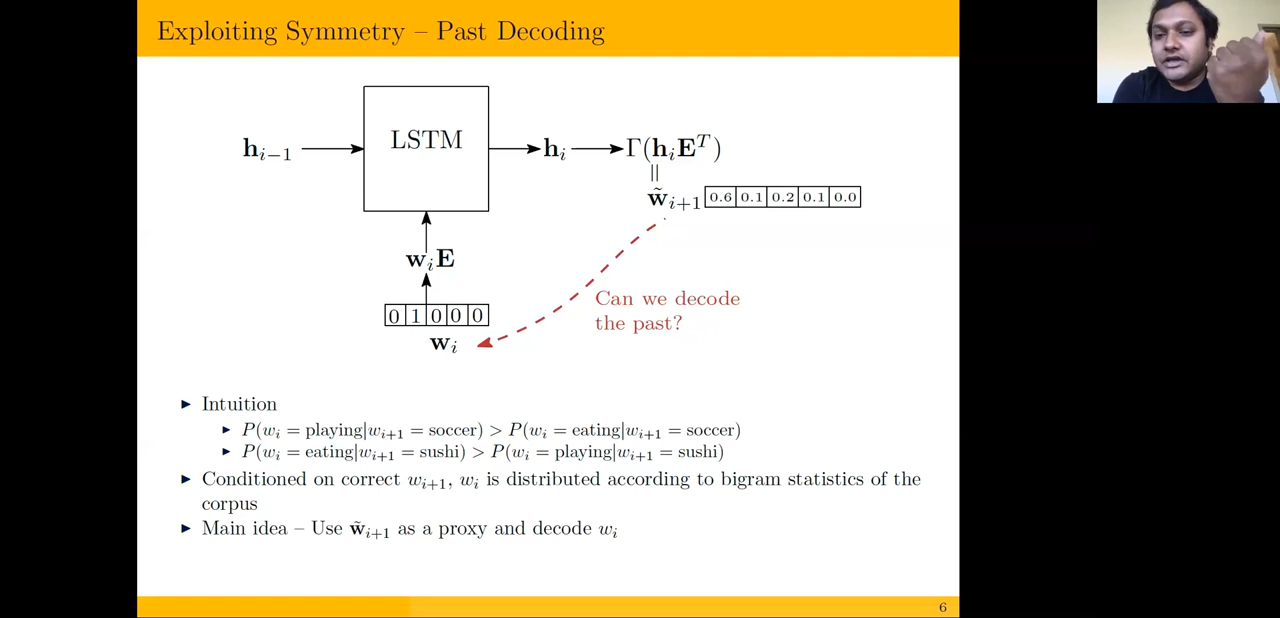 Exploiting Symmetry – Past Decoding
h_{i−1}
LSTM
h_i
Γ(h_iE^T)
||
w̃_{i+1} 0.6 0.1 0.2 0.1 0.0
w_iE
Can we decode
the past?
0 1 0 0 0
w_i
► Intuition
► P(w_i = playing|w_{i+1} = soccer) > P(w_i = eating|w_{i+1} = soccer)
► P(w_i = eating|w_{i+1} = sushi) > P(w_i = playing|w_{i+1} = sushi)
► Conditioned on correct w_{i+1}, w_i is distributed according to bigram statistics of the
corpus
► Main idea – Use w̃_{i+1} as a proxy and decode w_i
6